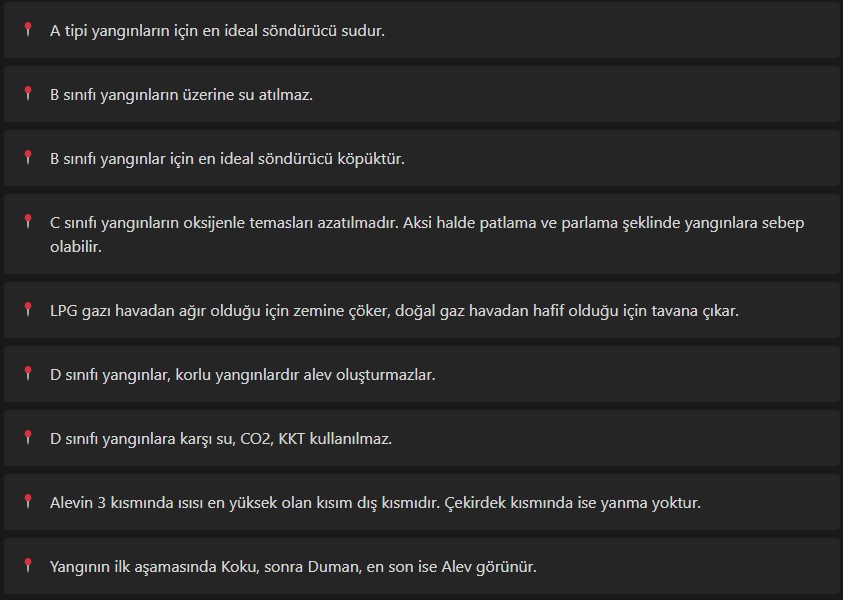 A tipi yangınların için en ideal söndürücü sudur.
B sınıfı yangınların üzerine su atılmaz.
B sınıfı yangınlar için en ideal söndürücü köpüktür.
C sınıfı yangınların oksijenle temasları azatılmadır. Aksi halde patlama ve parlama şeklinde yangınlara sebep
olabilir.
LPG gazı havadan ağır olduğu için zemine çöker, doğal gaz havadan hafif olduğu için tavana çıkar.
D sınıfı yangınlar, korlu yangınlardır alev oluşturmazlar.
D sınıfı yangınlara karşı su, CO2, KKT kullanılmaz.
Alevin 3 kısmında ısısı en yüksek olan kısım dış kısmıdır. Çekirdek kısmında ise yanma yoktur.
Yangının ilk aşamasında Koku, sonra Duman, en son ise Alev görünür.